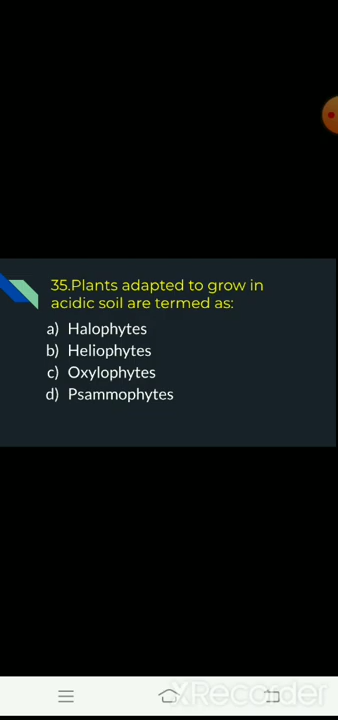 35.Plants adapted to grow in
acidic soil are termed as:
a) Halophytes
b) Heliophytes
c) Oxylophytes
d) Psammophytes
XRecorder